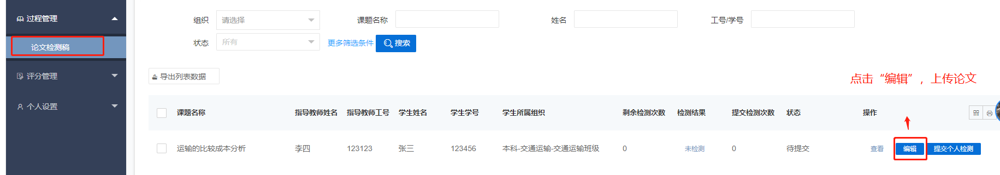 过程管理
论文检测稿
评分管理
个人设置
组织 请选择 课题名称 姓名 工号/学号
状态 所有 更多筛选条件 搜索
导出列表数据
点击“编辑”，上传论文
课题名称 指导教师姓名 指导教师工号 学生姓名 学生学号 学生所属组织 剩余检测次数 检测结果 提交检测次数 状态 操作
运输的比较成本分析 李四 123123 张三 123456 本科-交通运输-交通运输班级 0 未检测 0 待提交 查看 编辑 提交个人检测